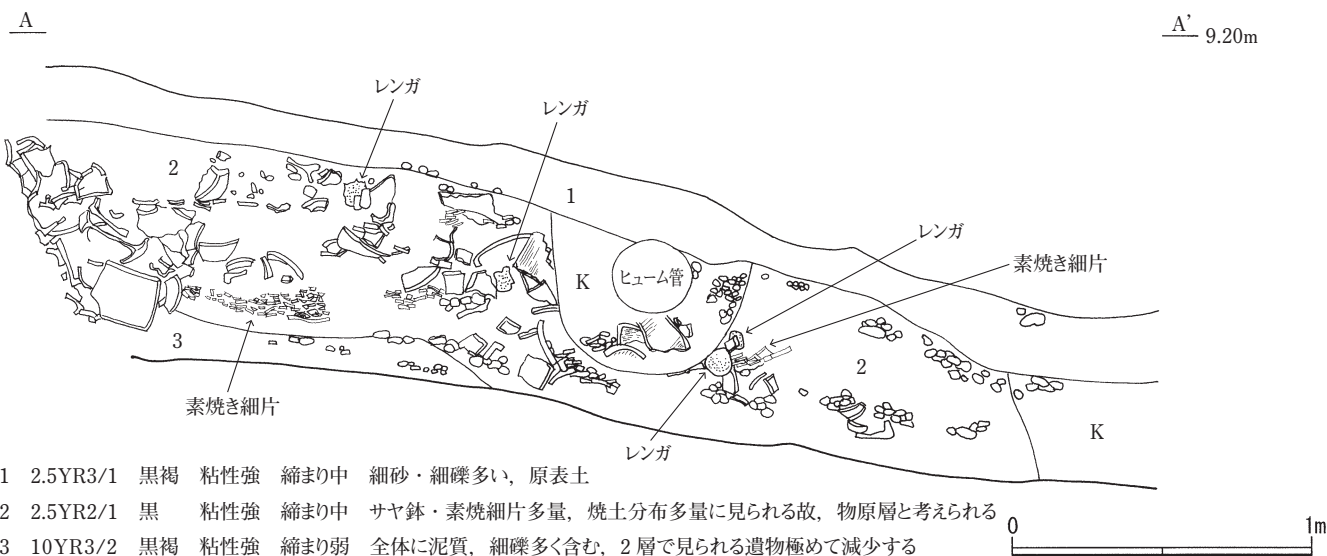 A
A' 9.20m
レンガ
レンガ
2
1
レンガ
素焼き細片
K
ヒューム管
3
2
素焼き細片
K
レンガ
1 2.5YR3/1 黒褐 粘性強 締まり中 細砂・細礫多い，原表土
2 2.5YR2/1 黒 粘性強 締まり中 サヤ鉢・素焼細片多量，焼土分布多量に見られる故，物原層と考えられる
3 10YR3/2 黒褐 粘性強 締まり弱 全体に泥質，細礫多く含む，2層で見られる遺物極めて減少する
0 1m